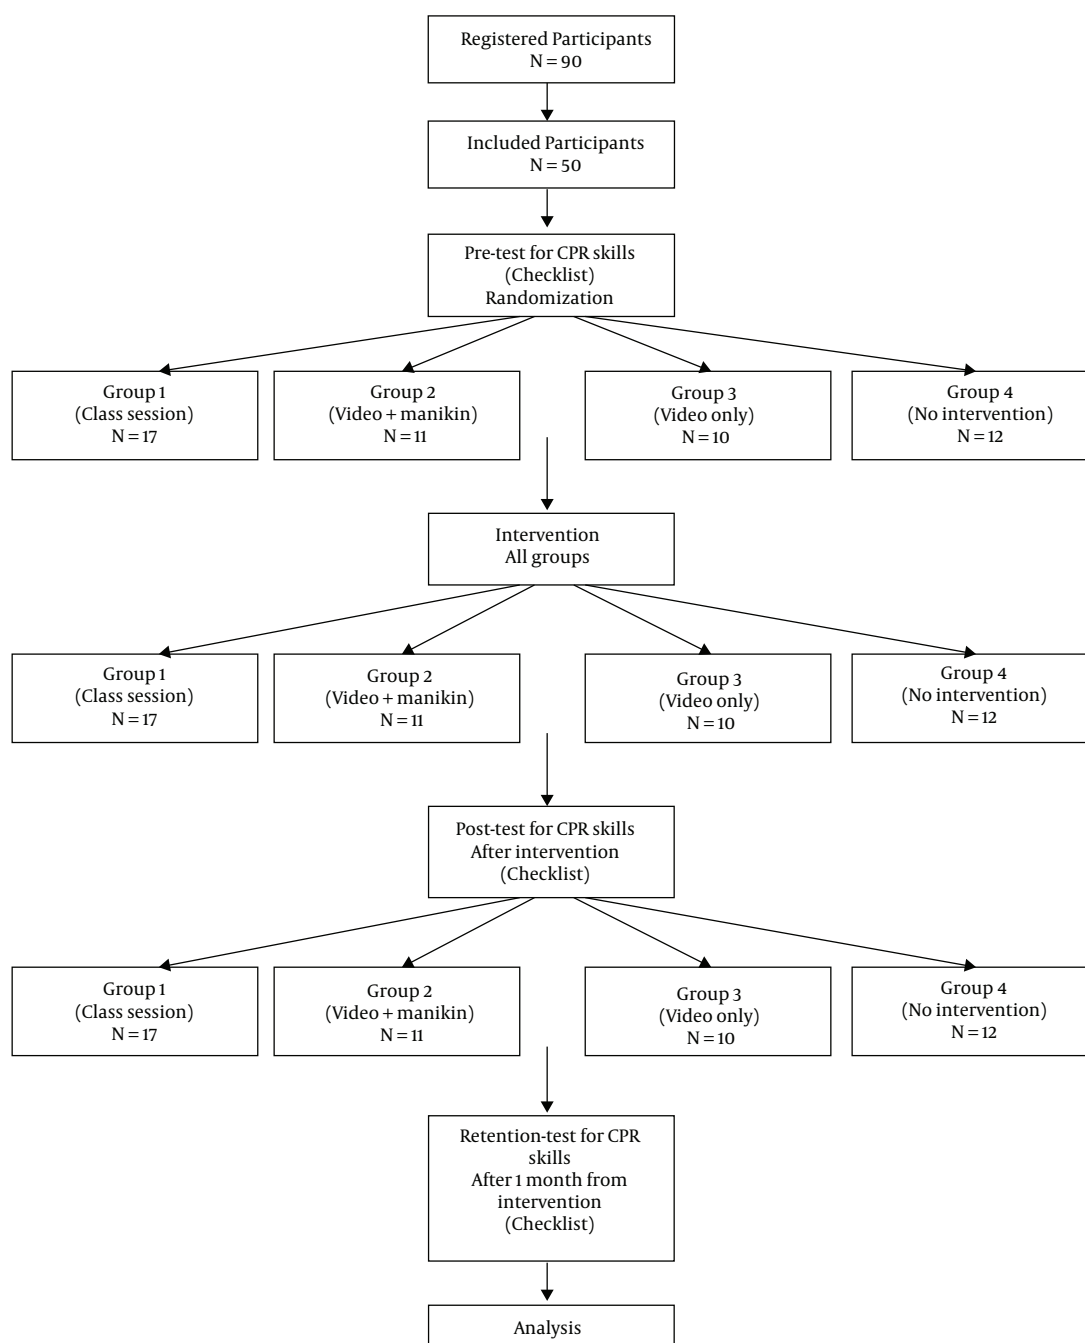 Registered Participants
N = 90
Included Participants
N = 50
Pre-test for CPR skills
(Checklist)
Randomization
Group 1
(Class session)
N = 17
Group 2
(Video + manikin)
N = 11
Group 3
(Video only)
N = 10
Group 4
(No intervention)
N = 12
Intervention
All groups
Group 1
(Class session)
N = 17
Group 2
(Video + manikin)
N = 11
Group 3
(Video only)
N = 10
Group 4
(No intervention)
N = 12
Post-test for CPR skills
After intervention
(Checklist)
Group 1
(Class session)
N = 17
Group 2
(Video + manikin)
N = 11
Group 3
(Video only)
N = 10
Group 4
(No intervention)
N = 12
Retention-test for CPR
skills
After 1 month from
intervention
(Checklist)
Analysis